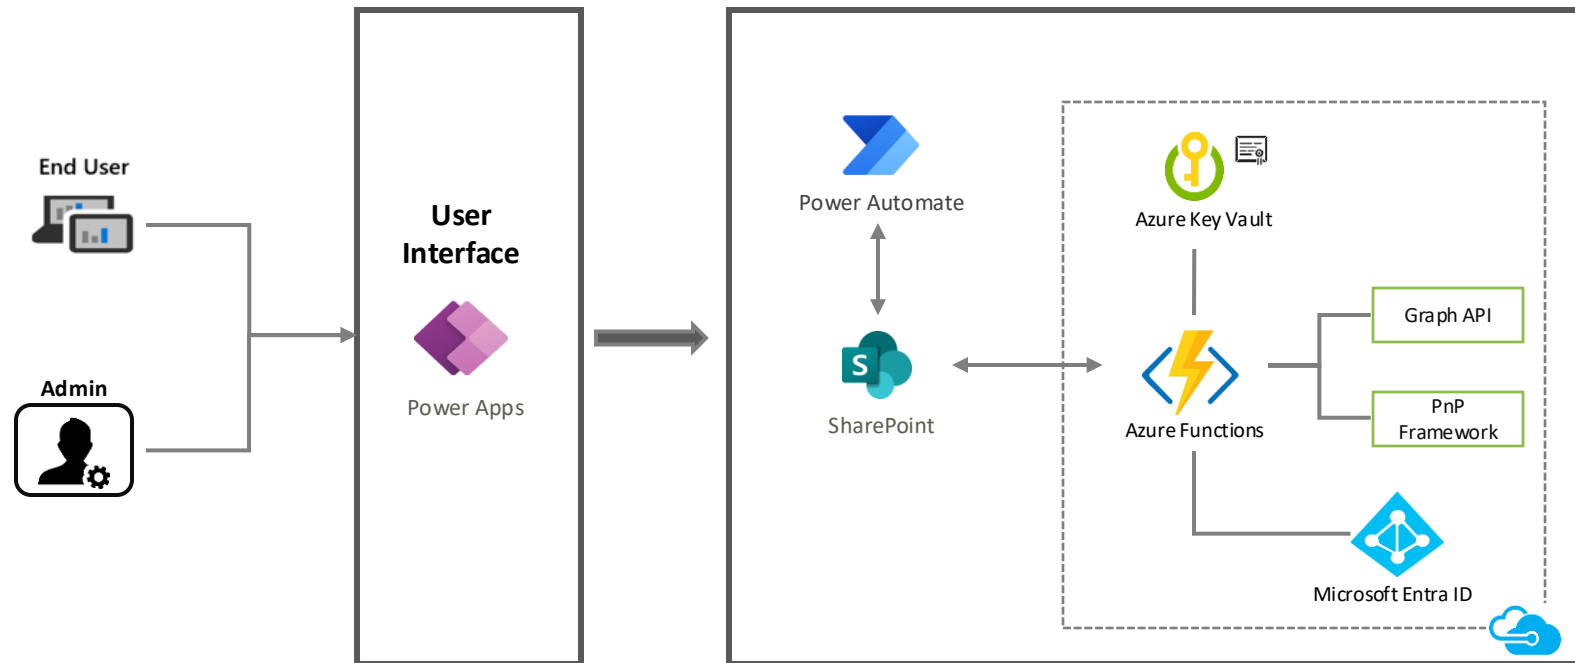 End User
Admin
User
Interface
Power Apps
Power Automate
S
SharePoint
Azure Key Vault
Azure Functions
Graph API
PnP
Framework
Microsoft Entra ID